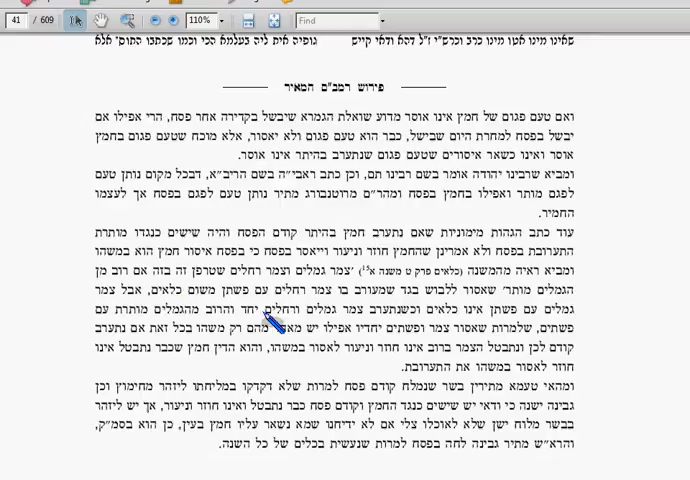 41 / 609 110% Find
שאינו מינו אטו מינו כרב וכרש״י ז״ל דהא ודאי קייש גופיה אית ליה בעלמא הכי וכמו שכתבו התוס׳ אלא
פירוש רמב״ם המאיר
ואם טעם פגום של חמץ אינו אוסר מדוע שואלת הגמרא שיבשל בקדירה אחר פסח, הרי אפילו אם
יבשל בפסח למחרת היום שבישל, כבר הוא טעם פגום ולא יאסור, אלא מוכח שטעם פגום בחמץ
אוסר ואינו כשאר איסורים שטעם פגום שנתערב בהיתר אינו אוסר.
ומביא שרבינו יהודה אומר בשם רבינו תם, וכן כתב ראבי״ה בשם הריב״א, דבכל מקום נותן טעם
לפגם מותר ואפילו בחמץ בפסח ומהר״ם מרוטנבורג מתיר נותן טעם לפגם בפסח אך לעצמו
החמיר.
עוד כתב הגהות מימוניות שאם נתערב חמץ בהיתר קודם הפסח והיה שישים כנגדו מותרת
התערובת בפסח ולא אמרינן שהחמץ חוזר וניעור וייאסר בפסח כי בפסח איסור חמץ הוא במשהו
ומביא ראיה מהמשנה (כלאים פרק ט משנה א¹⁵) ׳צמר גמלים וצמר רחלים שטרפן זה בזה אם רוב מן
הגמלים מותר׳ שאסור ללבוש בגד שמעורב בו צמר רחלים עם פשתן משום כלאים, אבל צמר
גמלים עם פשתן אינו כלאים וכשנתערב צמר גמלים ורחלים יחד והרוב מהגמלים מותרת עם
פשתים, שלמרות שאסור צמר ופשתים יחדיו אפילו יש מהם רק משהו בכל זאת אם נתערב
קודם לכן ונתבטל הצמר ברוב אינו חוזר וניעור לאסור במשהו, והוא הדין חמץ שכבר נתבטל אינו
חוזר לאסור במשהו את התערובת.
ומהאי טעמא מתירין בשר שנמלח קודם פסח למרות שלא דקדקו במליחתו ליזהר מחימוץ וכן
גבינה ישנה כי ודאי יש שישים כנגד החמץ וקודם פסח כבר נתבטל ואינו חוזר וניעור, אך יש ליזהר
בבשר מלוח ישן שלא לאוכלו צלי אם לא ידיחנו שמא נשאר עליו חמץ בעין, כן הוא בסמ״ק,
והרא״ש מתיר גבינה לחה בפסח למרות שנעשית בכלים של כל השנה.